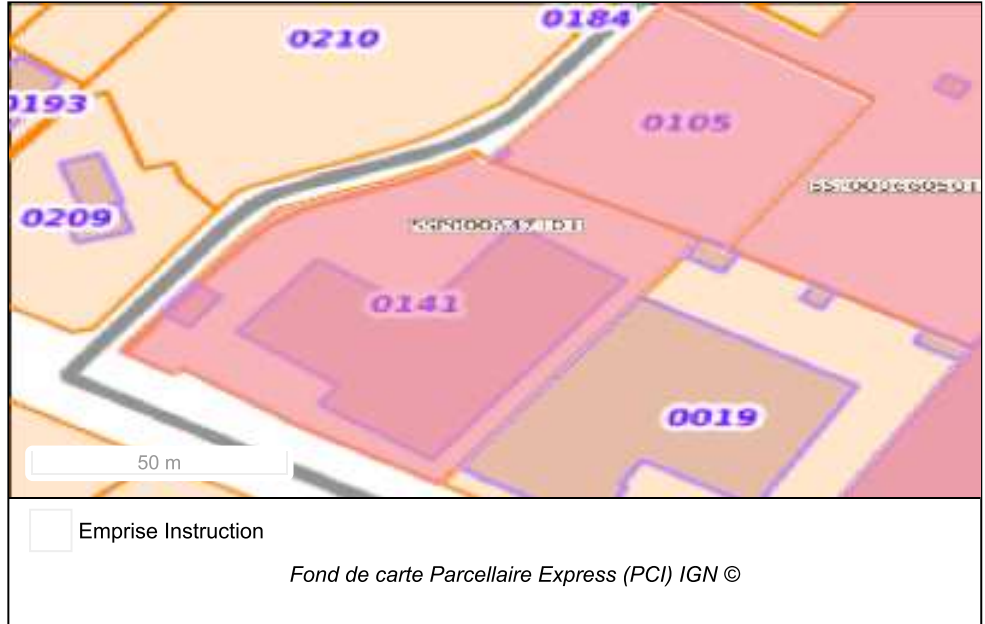 0184
0210
0193
0105
0209
0141
0019
50 m
Emprise Instruction
Fond de carte Parcellaire Express (PCI) IGN ©